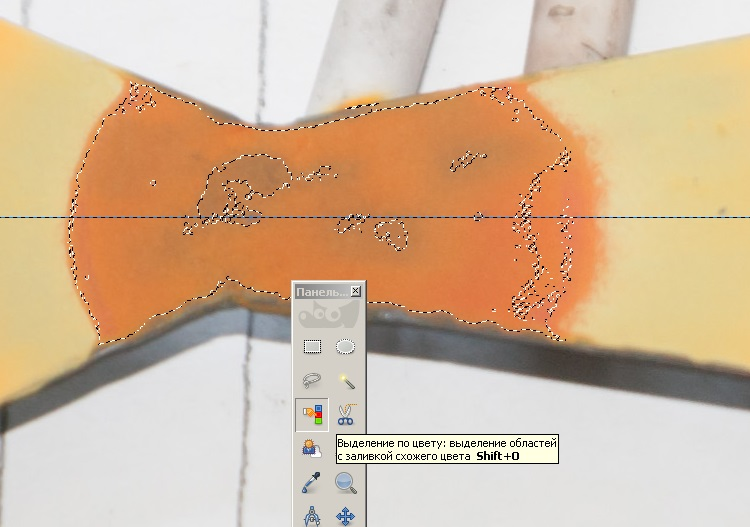 Панель...
Выделение по цвету: выделение областей
с заливкой схожего цвета Shift+O